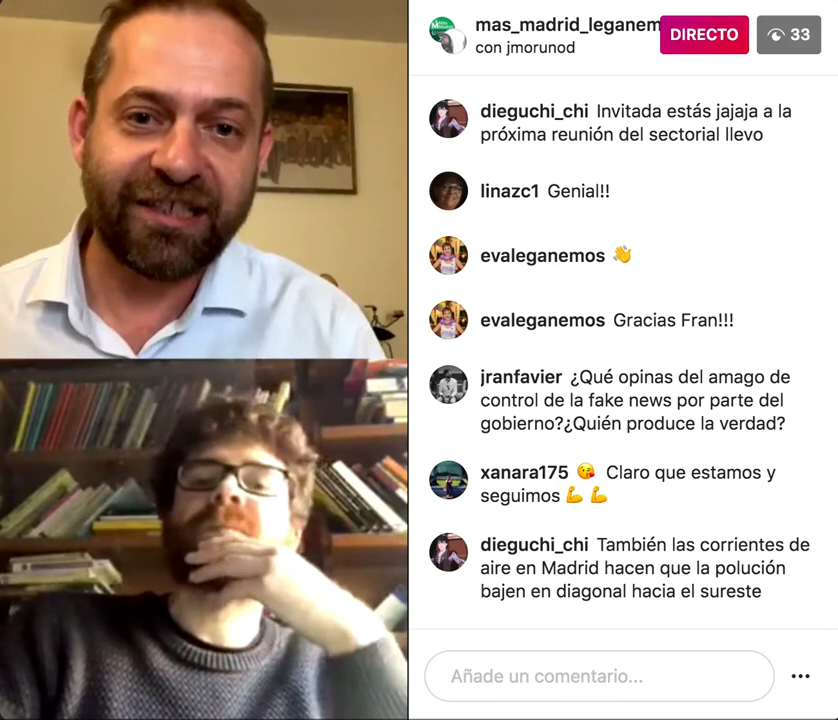 mas_madrid_leganem
DIRECTO
33
con jmorunod
dieguchi_chi Invitada estás jajaja a la
próxima reunión del sectorial llevo
linazc1 Genial!!
evaleganemos 👏
evaleganemos Gracias Fran!!!
jranfavier ¿Qué opinas del amago de
control de la fake news por parte del
gobierno?¿Quién produce la verdad?
xanara175 😘 Claro que estamos y
seguimos 💪 💪
dieguchi_chi También las corrientes de
aire en Madrid hacen que la polución
bajen en diagonal hacia el sureste
Añade un comentario...